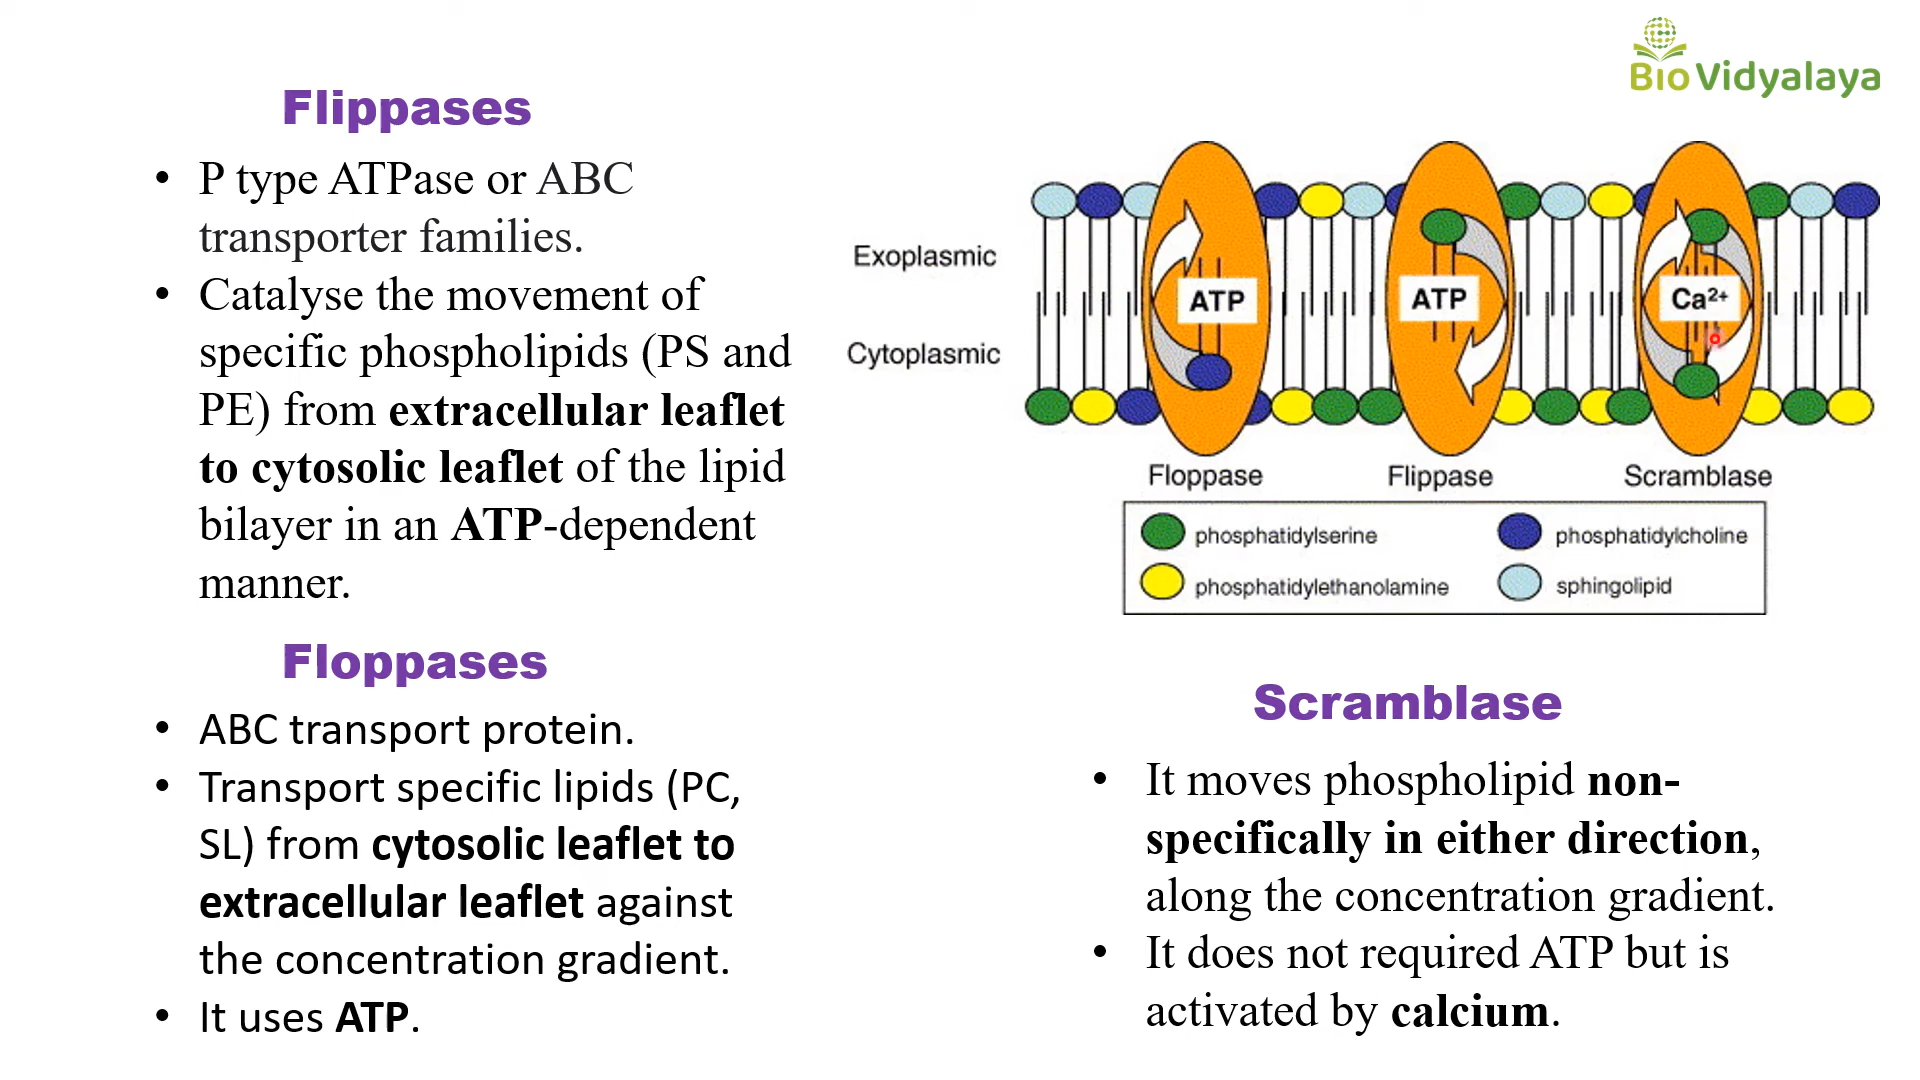 Bio Vidyalaya
Flippases
• P type ATPase or ABC
transporter families.
• Catalyse the movement of
specific phospholipids (PS and
PE) from extracellular leaflet
to cytosolic leaflet of the lipid
bilayer in an ATP-dependent
manner.
Floppases
• ABC transport protein.
• Transport specific lipids (PC,
SL) from cytosolic leaflet to
extracellular leaflet against
the concentration gradient.
• It uses ATP.
Exoplasmic
Cytoplasmic
ATP
ATP
Ca²⁺
Floppase
Flippase
Scramblase
phosphatidylserine
phosphatidylcholine
phosphatidylethanolamine
sphingolipid
Scramblase
• It moves phospholipid non-
specifically in either direction,
along the concentration gradient.
• It does not required ATP but is
activated by calcium.